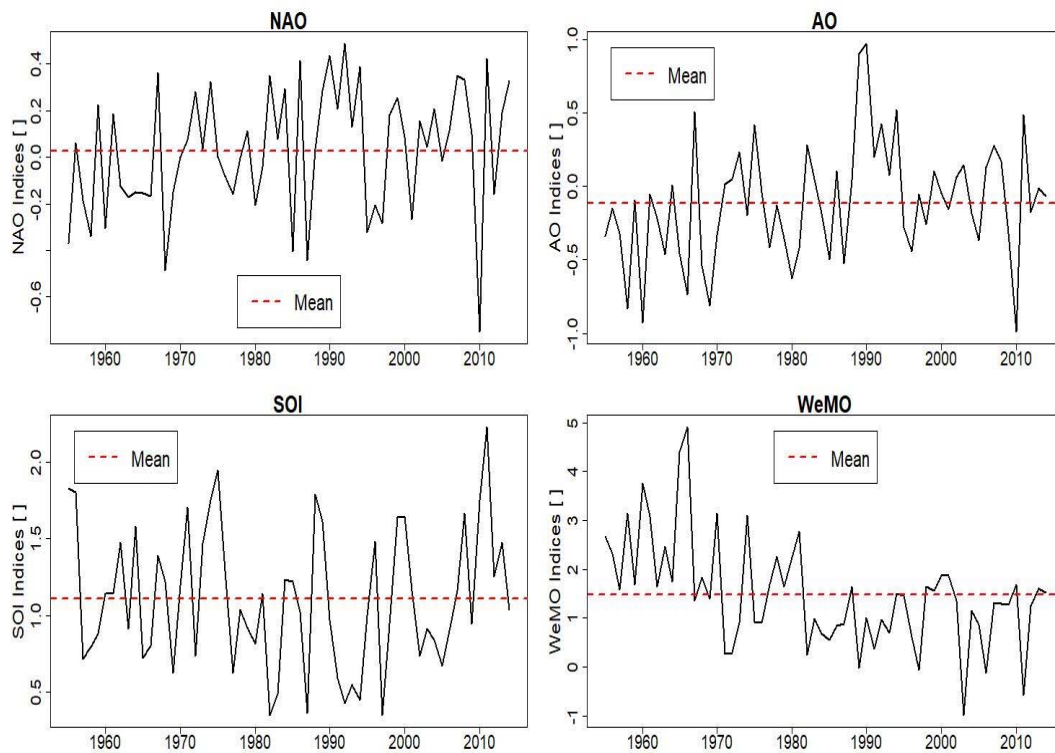 NAO
NAO Indices [ ]
0.4
0.2
0.0
-0.2
-0.6
Mean
1960 1970 1980 1990 2000 2010
AO
AO Indices [ ]
1.0
0.5
0.0
-0.5
-1.0
Mean
1960 1970 1980 1990 2000 2010
SOI
SOI Indices [ ]
2.0
1.5
1.0
0.5
Mean
1960 1970 1980 1990 2000 2010
WeMO
WeMO Indices [ ]
5
4
3
2
1
0
-1
Mean
1960 1970 1980 1990 2000 2010